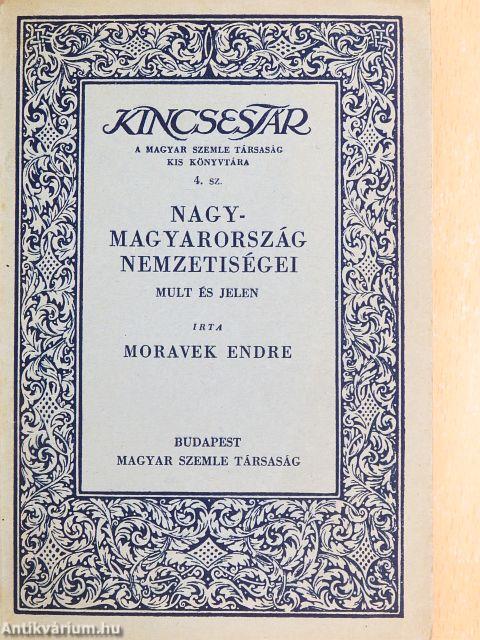 KINCSESTÁR
A MAGYAR SZEMLE TÁRSASÁG
KIS KÖNYVTÁRA
4. SZ.
NAGY-
MAGYARORSZÁG
NEMZETISÉGEI
MULT ÉS JELEN
IRTA
MORAVEK ENDRE
BUDAPEST
MAGYAR SZEMLE TÁRSASÁG
Antikvárium.hu